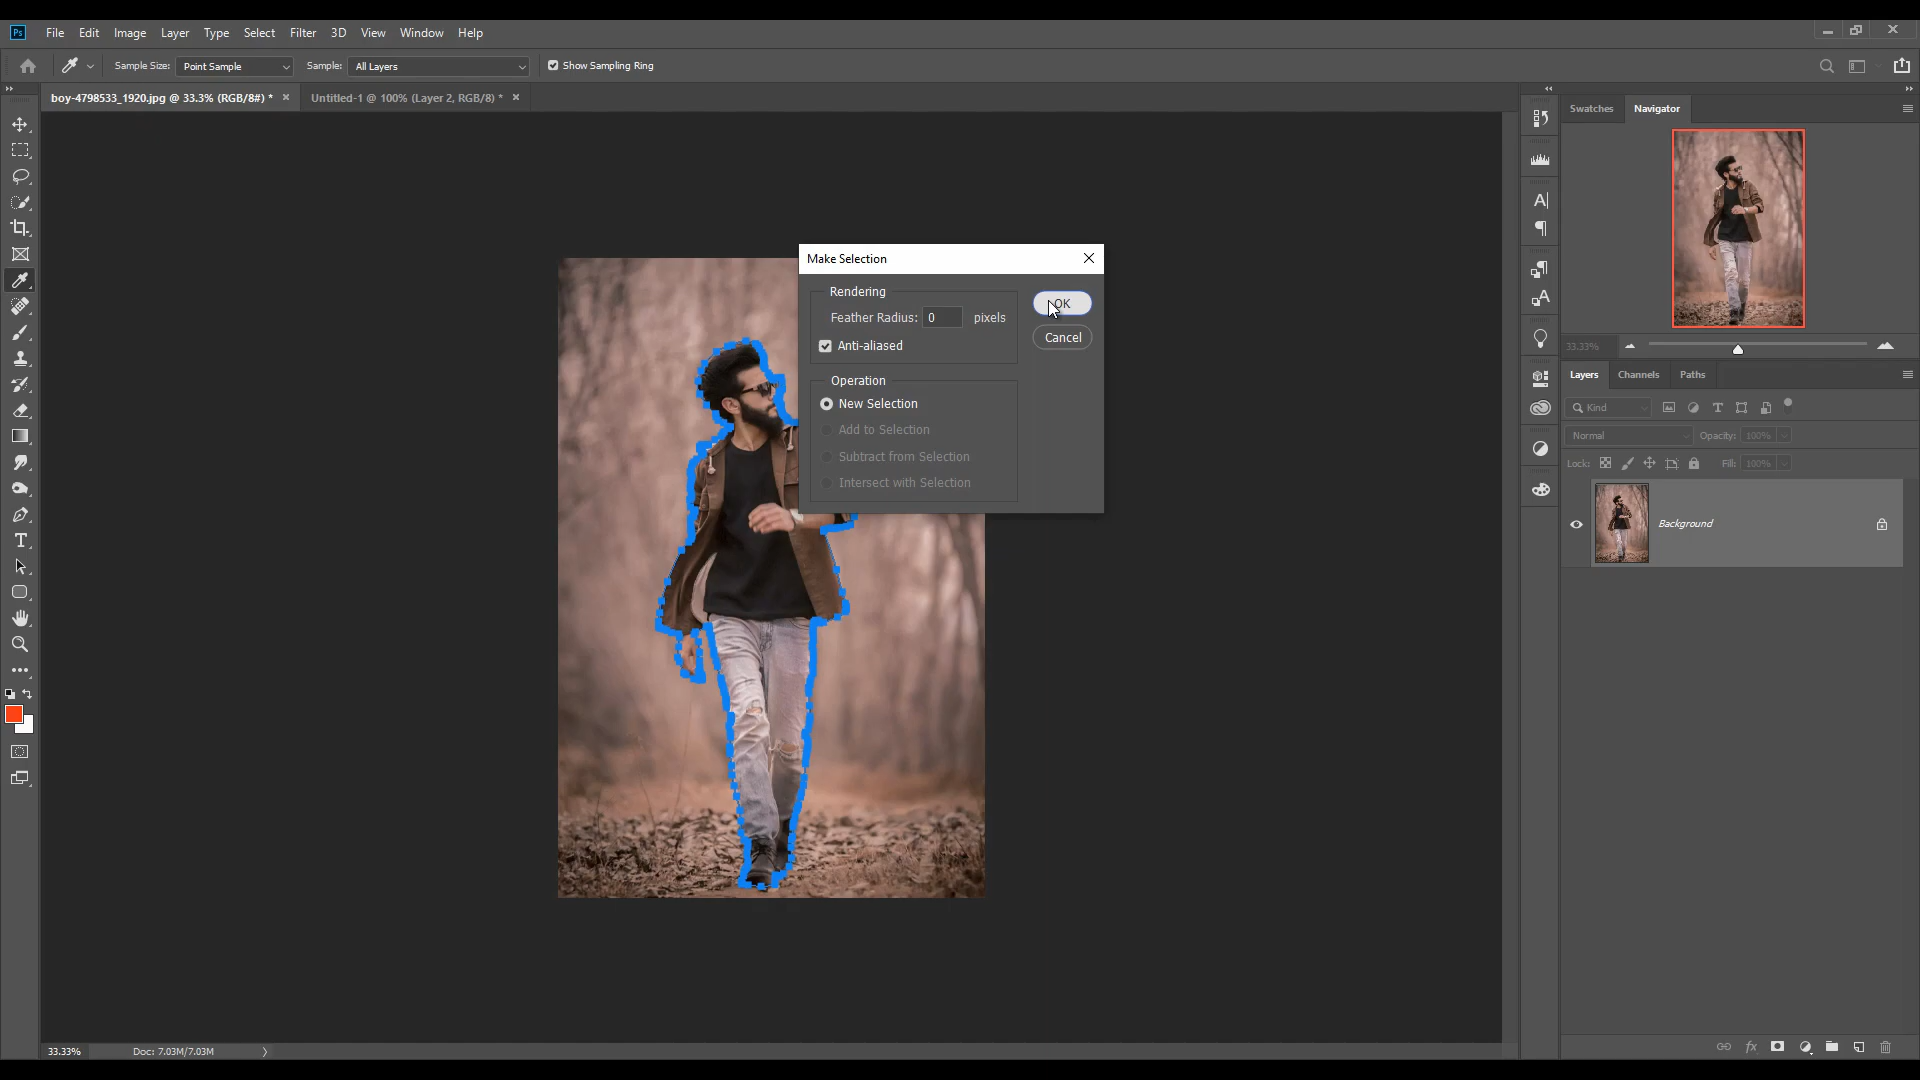 Ps File Edit Image Layer Type Select Filter 3D View Window Help
Sample Size: Point Sample Sample: All Layers Show Sampling Ring
boy-4798533_1920.jpg @ 33.3% (RGB/8#) * Untitled-1 @ 100% (Layer 2, RGB/8) *
Swatches Navigator
Make Selection
Rendering
Feather Radius: 0 pixels
Anti-aliased
OK
Cancel
Operation
New Selection
Add to Selection
Subtract from Selection
Intersect with Selection
33.33%
Layers Channels Paths
Kind
Normal Opacity: 100%
Lock: Fill: 100%
Background
33.33% Doc: 7.03M/7.03M